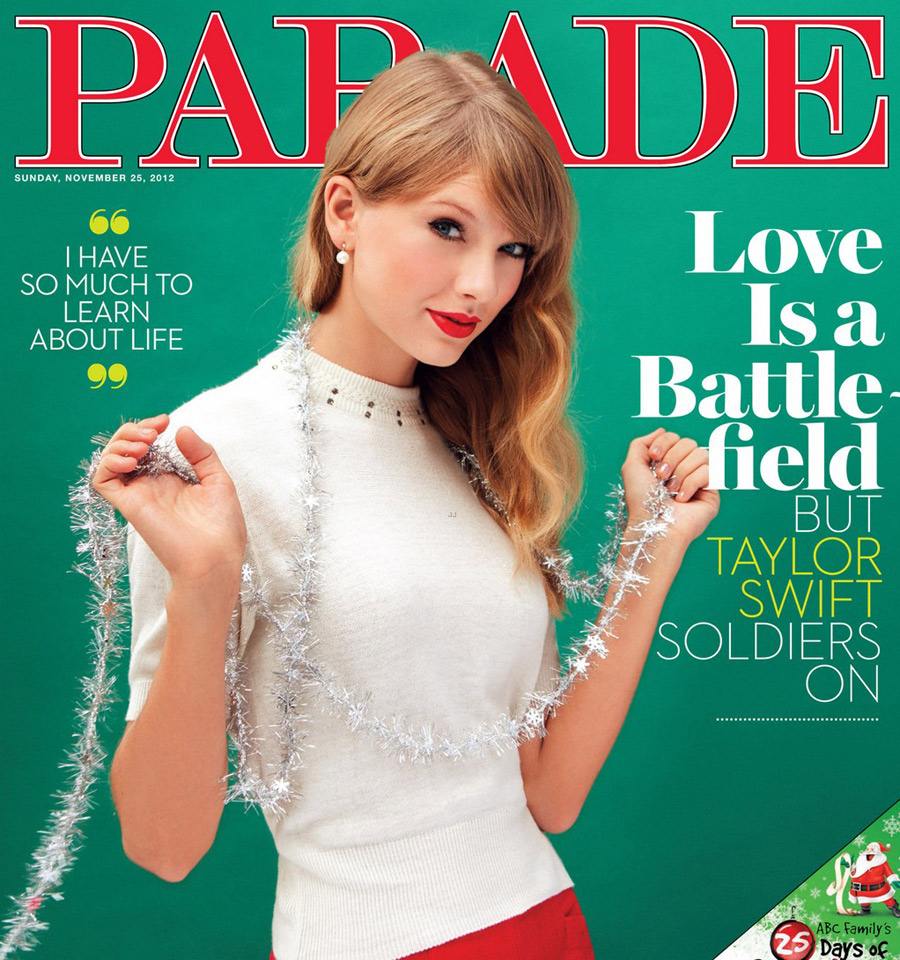 PARADE
SUNDAY, NOVEMBER 25, 2012
“
I HAVE
SO MUCH TO
LEARN
ABOUT LIFE
”
Love
Is a
Battle-
field
BUT
TAYLOR
SWIFT
SOLDIERS
ON
25
ABC Family's
Days of